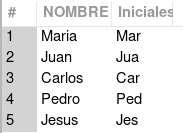 # NOMBRE Iniciales
1 Maria Mar
2 Juan Jua
3 Carlos Car
4 Pedro Ped
5 Jesus Jes